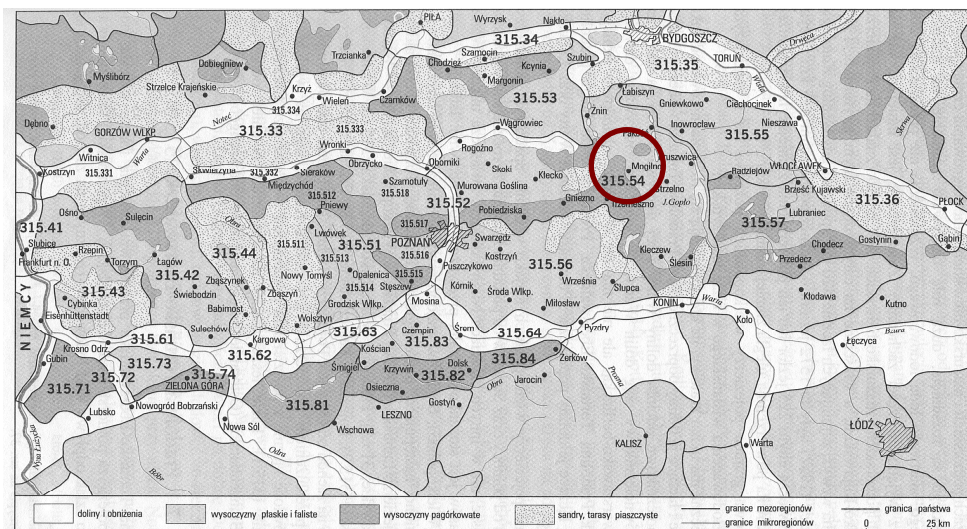 PIŁA
Wyrzysk
Nakło
315.34
BYDGOSZCZ
Drwęca
Myślibórz
Dobiegniew
Trzcianka
Szamocin
Chodzież
Margonin
Kcynia
Szubin
315.35
TORUŃ
Wisła
Strzelce Krajeńskie
Krzyż
315.334
Wieleń
Czarnków
315.53
Łabiszyn
Gniewkowo
Ciechocinek
Dębno
Noteć
315.33
315.333
Wągrowiec
Żnin
Inowrocław
315.55
Nieszawa
Skrwa
GORZÓW WLKP.
Warta
Witnica
Wronki
Obrzycko
Rogoźno
Pakość
Kostrzyn
315.331
Skwierzyna
315.332
Sieraków
Oborniki
Skoki
Mogilno
Kruszwica
Radziejów
WŁOCŁAWEK
Międzychód
Szamotuły
315.518
Murowana Goślina
Kłecko
315.54
Strzelno
Brześć Kujawski
315.512
Pniewy
315.52
Gniezno
Trzemeszno
J.Gopło
Lubraniec
315.36
PŁOCK
315.41
Ośno
Sulęcin
Obra
Lwówek
315.517
Pobiedziska
315.57
Gostynin
Słubice
Rzepin
315.44
315.511
315.51
POZNAŃ
Swarzędz
Kleczew
Chodecz
Gąbin
Frankfurt n. O.
Torzym
Łagów
315.42
315.513
315.516
Kostrzyn
315.56
Ślesin
Przedecz
Zbąszynek
Nowy Tomyśl
Opalenica
315.515
Puszczykowo
Września
315.43
Świebodzin
Zbąszyń
315.514
Stęszew
Kórnik
Środa Wlkp.
Słupca
Kłodawa
Kutno
Cybinka
Babimost
Grodzisk Wlkp.
Mosina
Miłosław
KONIN
Warta
Koło
NIEMCY
Eisenhüttenstadt
Sulechów
Wolsztyn
315.63
Czempin
Śrem
315.64
Pyzdry
Bzura
315.61
Kargowa
315.83
Krosno Odrz.
315.62
Kościan
Łęczyca
Gubin
315.73
Śmigiel
Krzywin
Dolsk
315.84
Żerków
315.72
315.74
ZIELONA GÓRA
315.82
Obra
Jarocin
Prosna
315.71
Osieczna
Lubsko
Nowogród Bobrzański
315.81
LESZNO
Gostyń
Nowa Sól
Wschowa
KALISZ
Warta
ŁÓDŹ
Nysa Łużycka
Bóbr
Odra
doliny i obniżenia
wysoczyzny płaskie i faliste
wysoczyzny pagórkowate
sandry, tarasy piaszczyste
granice mezoregionów
granice mikroregionów
granica państwa
0 25 km